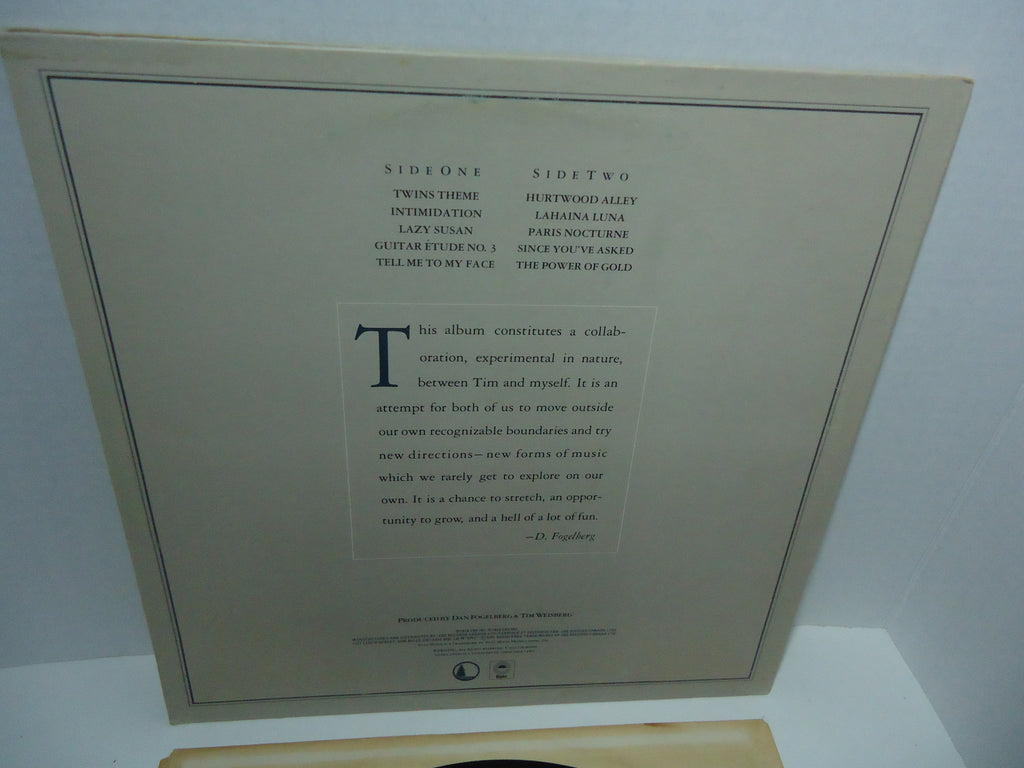 SIDE ONE
TWINS THEME
INTIMIDATION
LAZY SUSAN
GUITAR ÉTUDE NO. 3
TELL ME TO MY FACE
SIDE TWO
HURTWOOD ALLEY
LAHAINA LUNA
PARIS NOCTURNE
SINCE YOU'VE ASKED
THE POWER OF GOLD
This album constitutes a collab-
oration, experimental in nature,
between Tim and myself. It is an
attempt for both of us to move outside
our own recognizable boundaries and try
new directions—new forms of music
which we rarely get to explore on our
own. It is a chance to stretch, an oppor-
tunity to grow, and a hell of a lot of fun.
—D. Fogelberg
PRODUCED BY DAN FOGELBERG & TIM WEISBERG